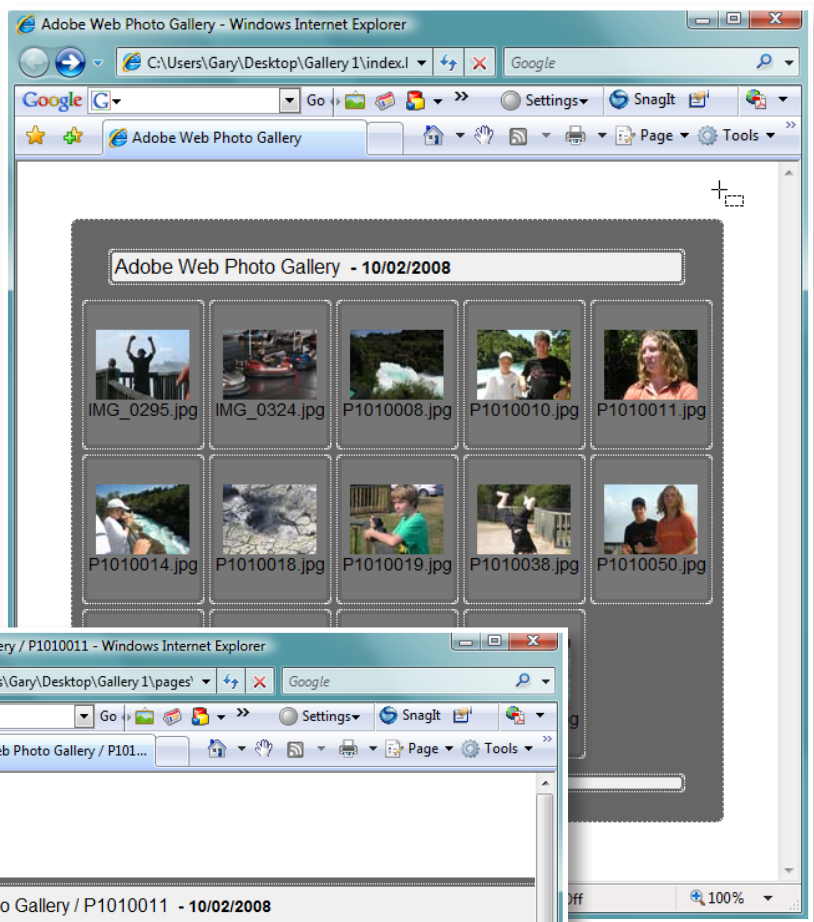 Adobe Web Photo Gallery - Windows Internet Explorer
C:\Users\Gary\Desktop\Gallery 1\index.l
Google
Google G Go » Settings SnagIt
Adobe Web Photo Gallery Page Tools »
Adobe Web Photo Gallery - 10/02/2008
IMG_0295.jpg IMG_0324.jpg P1010008.jpg P1010010.jpg P1010011.jpg
P1010014.jpg P1010018.jpg P1010019.jpg P1010038.jpg P1010050.jpg
ery / P1010011 - Windows Internet Explorer
s\Gary\Desktop\Gallery 1\pages\ Google
Go » Settings SnagIt
eb Photo Gallery / P101... Page Tools »
g
o Gallery / P1010011 - 10/02/2008
Off 100%